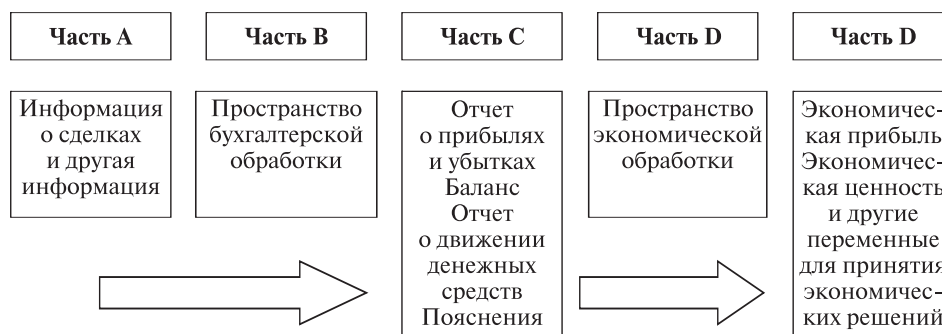 Часть A
Часть B
Часть C
Часть D
Часть D
Информация
о сделках
и другая
информация
Пространство
бухгалтерской
обработки
Отчет
о прибылях
и убытках
Баланс
Отчет
о движении
денежных
средств
Пояснения
Пространство
экономической
обработки
Экономичес-
кая прибыль
Экономичес-
кая ценность
и другие
переменные
для принятия
экономичес-
ких решений